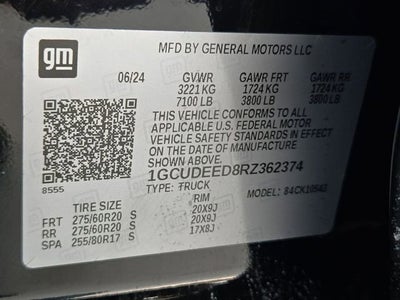 gm
MFD BY GENERAL MOTORS LLC
06/24 GVWR GAWR FRT GAWR RR
3221 KG 1724 KG 1724 KG
7100 LB 3800 LB 3800 LB
THIS VEHICLE CONFORMS TO ALL
APPLICABLE U.S. FEDERAL MOTOR
VEHICLE SAFETY STANDARDS IN
EFFECT ON THE DATE OF MANUFACTURE
SHOWN ABOVE.
8555
1GCUDEED8RZ362374
TYPE: TRUCK MODEL: 84CK10543
TIRE SIZE RIM
FRT 275/60R20 S 20X9J
RR 275/60R20 S 20X9J
SPA 255/80R17 S 17X8J